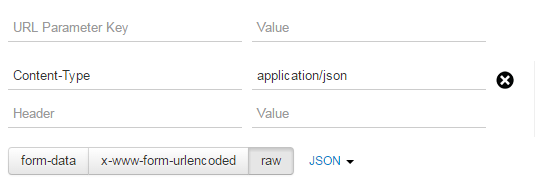 URL Parameter Key Value
Content-Type application/json
Header Value
form-data x-www-form-urlencoded raw JSON